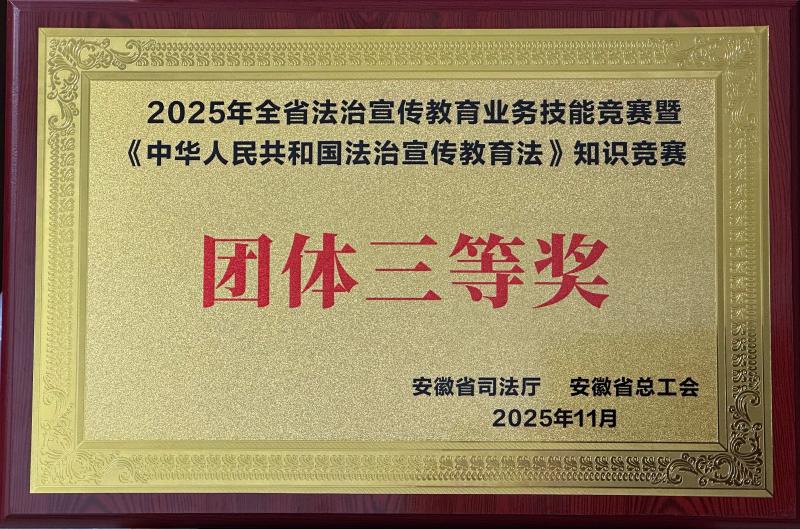 2025年全省法治宣传教育业务技能竞赛暨
《中华人民共和国法治宣传教育法》知识竞赛
团体三等奖
安徽省司法厅 安徽省总工会
2025年11月